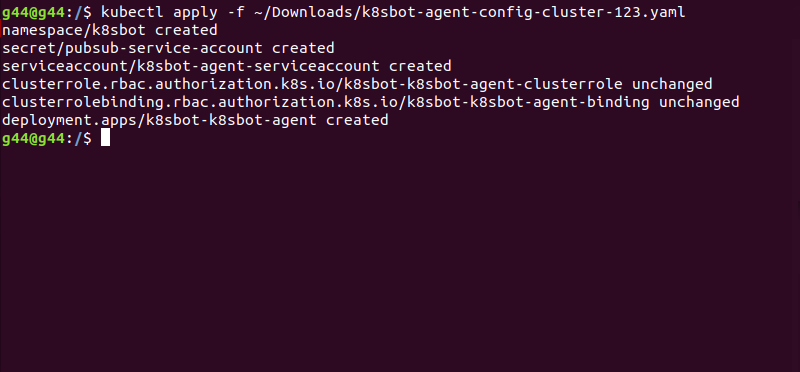 g44@g44:/$ kubectl apply -f ~/Downloads/k8sbot-agent-config-cluster-123.yaml
namespace/k8sbot created
secret/pubsub-service-account created
serviceaccount/k8sbot-agent-serviceaccount created
clusterrole.rbac.authorization.k8s.io/k8sbot-k8sbot-agent-clusterrole unchanged
clusterrolebinding.rbac.authorization.k8s.io/k8sbot-k8sbot-agent-binding unchanged
deployment.apps/k8sbot-k8sbot-agent created
g44@g44:/$